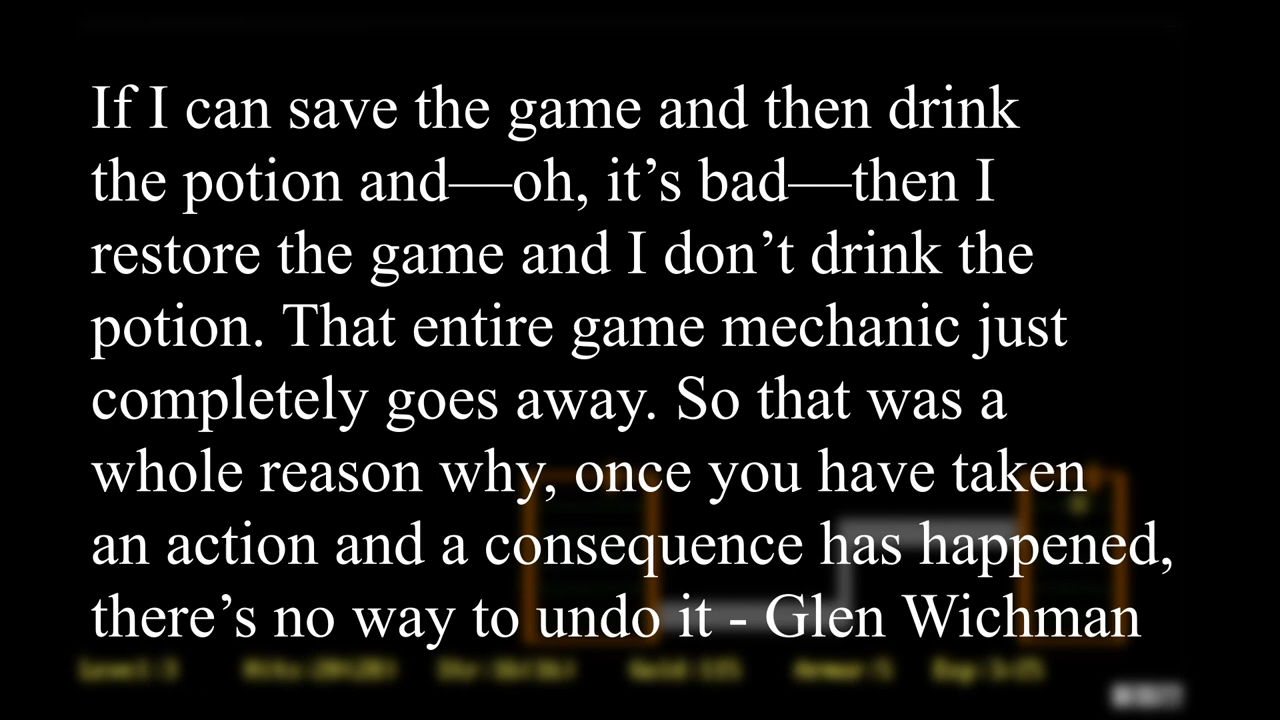 If I can save the game and then drink
the potion and—oh, it’s bad—then I
restore the game and I don’t drink the
potion. That entire game mechanic just
completely goes away. So that was a
whole reason why, once you have taken
an action and a consequence has happened,
there’s no way to undo it - Glen Wichman